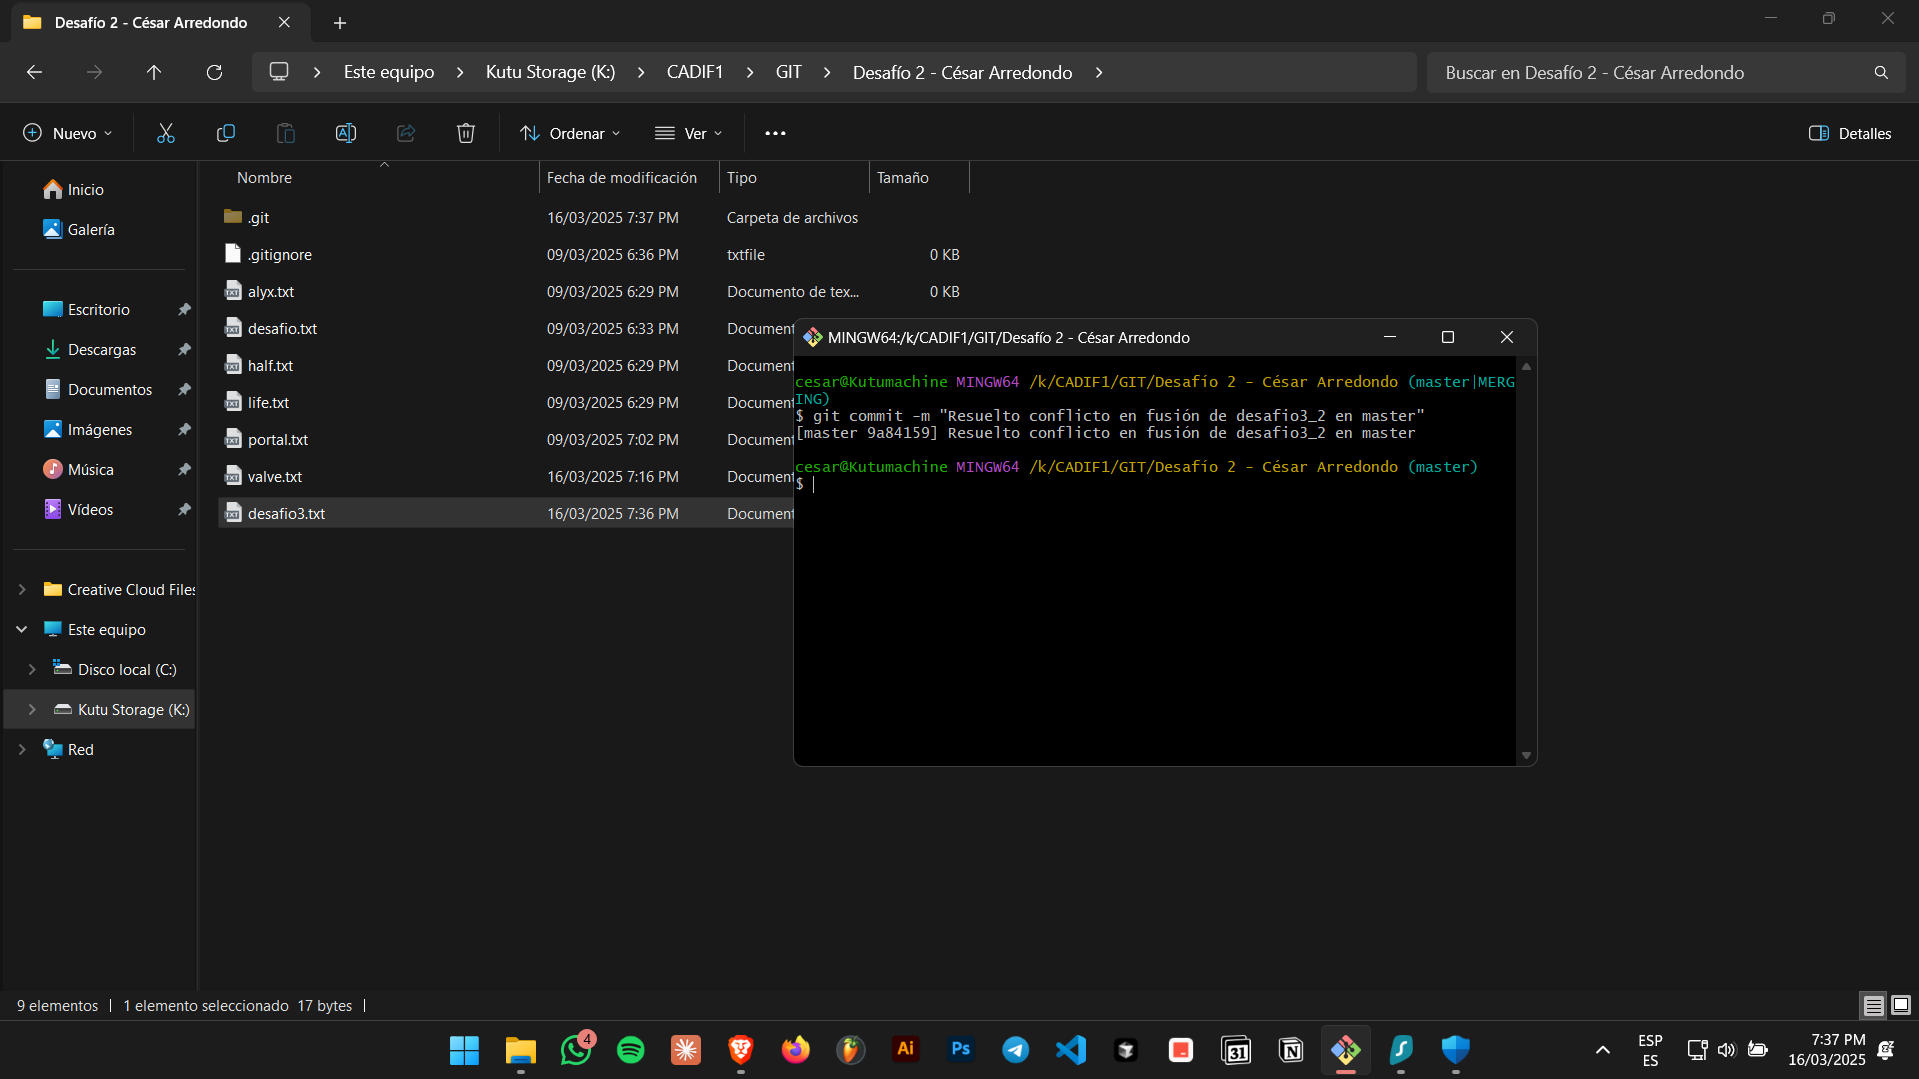 Desafío 2 - César Arredondo
Este equipo > Kutu Storage (K:) > CADIF1 > GIT > Desafío 2 - César Arredondo >
Buscar en Desafío 2 - César Arredondo
Nuevo
Ordenar
Ver
Detalles
Nombre Fecha de modificación Tipo Tamaño
.git 16/03/2025 7:37 PM Carpeta de archivos
.gitignore 09/03/2025 6:36 PM txtfile 0 KB
alyx.txt 09/03/2025 6:29 PM Documento de tex... 0 KB
desafio.txt 09/03/2025 6:33 PM Document
half.txt 09/03/2025 6:29 PM Document
life.txt 09/03/2025 6:29 PM Document
portal.txt 09/03/2025 7:02 PM Document
valve.txt 16/03/2025 7:16 PM Document
desafio3.txt 16/03/2025 7:36 PM Document
Inicio
Galería
Escritorio
Descargas
Documentos
Imágenes
Música
Vídeos
Creative Cloud Files
Este equipo
Disco local (C:)
Kutu Storage (K:)
Red
MINGW64:/k/CADIF1/GIT/Desafío 2 - César Arredondo
cesar@Kutumachine MINGW64 /k/CADIF1/GIT/Desafío 2 - César Arredondo (master|MERG
ING)
$ git commit -m "Resuelto conflicto en fusión de desafio3_2 en master"
[master 9a84159] Resuelto conflicto en fusión de desafio3_2 en master
cesar@Kutumachine MINGW64 /k/CADIF1/GIT/Desafío 2 - César Arredondo (master)
$
9 elementos | 1 elemento seleccionado 17 bytes |
4
Ai
Ps
31
ESP
ES
7:37 PM
16/03/2025